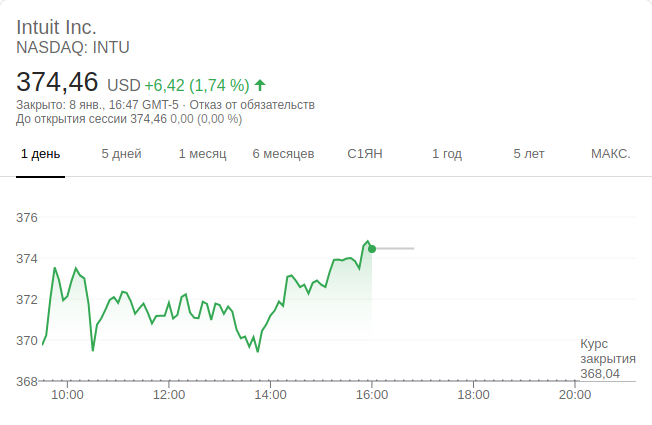 Intuit Inc.
NASDAQ: INTU
374,46 USD +6,42 (1,74 %)
Закрыто: 8 янв., 16:47 GMT-5 · Отказ от обязательств
До открытия сессии 374,46 0,00 (0,00 %)
1 день 5 дней 1 месяц 6 месяцев С1ЯН 1 год 5 лет МАКС.
376
374
372
370
368
Курс
закрытия
368,04
10:00 12:00 14:00 16:00 18:00 20:00